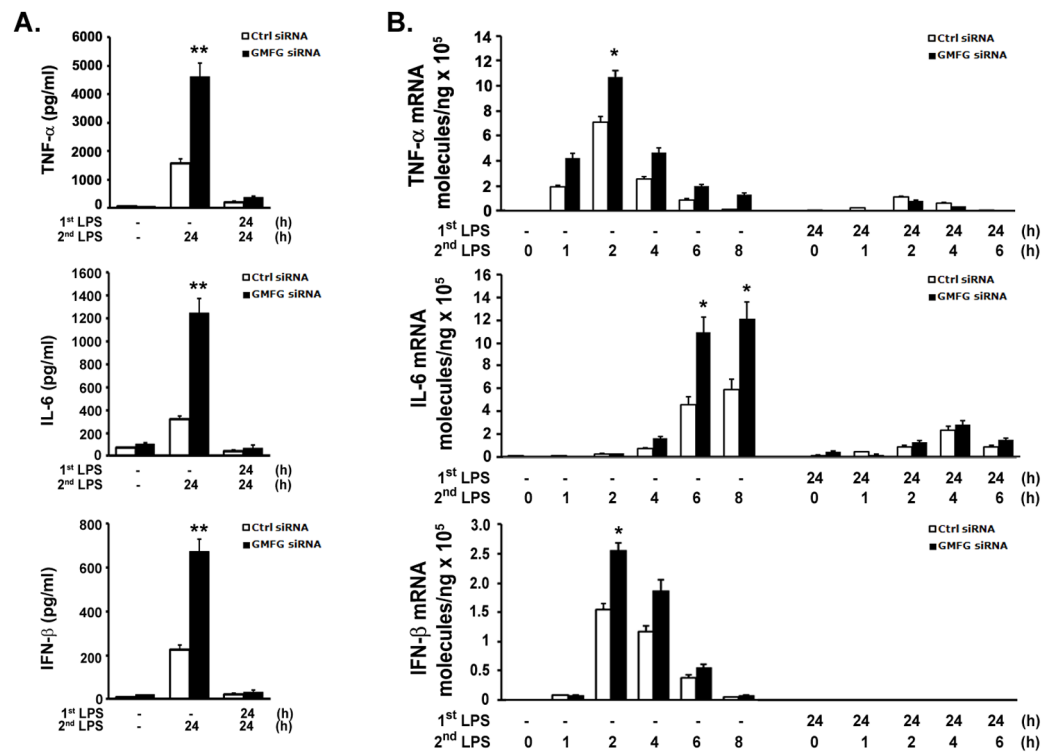 A.
Ctrl siRNA
GMFG siRNA
TNF-α (pg/ml)
6000
5000
4000
3000
2000
1000
0
**
1st LPS - - 24 (h)
2nd LPS - 24 24 (h)
Ctrl siRNA
GMFG siRNA
IL-6 (pg/ml)
1600
1400
1200
1000
800
600
400
200
0
**
1st LPS - - 24 (h)
2nd LPS - 24 24 (h)
Ctrl siRNA
GMFG siRNA
IFN-β (pg/ml)
800
600
400
200
0
**
1st LPS - - 24 (h)
2nd LPS - 24 24 (h)
B.
Ctrl siRNA
GMFG siRNA
TNF-α mRNA
molecules/ng x 10⁵
14
12
10
8
6
4
2
0
*
1st LPS - - - - - - 24 24 24 24 24 (h)
2nd LPS 0 1 2 4 6 8 0 1 2 4 6 (h)
Ctrl siRNA
GMFG siRNA
IL-6 mRNA
molecules/ng x 10⁵
16
14
12
10
8
6
4
2
0
* *
1st LPS - - - - - - 24 24 24 24 24 (h)
2nd LPS 0 1 2 4 6 8 0 1 2 4 6 (h)
Ctrl siRNA
GMFG siRNA
IFN-β mRNA
molecules/ng x 10⁵
3.0
2.5
2.0
1.5
1.0
0.5
0
*
1st LPS - - - - - - 24 24 24 24 24 (h)
2nd LPS 0 1 2 4 6 8 0 1 2 4 6 (h)